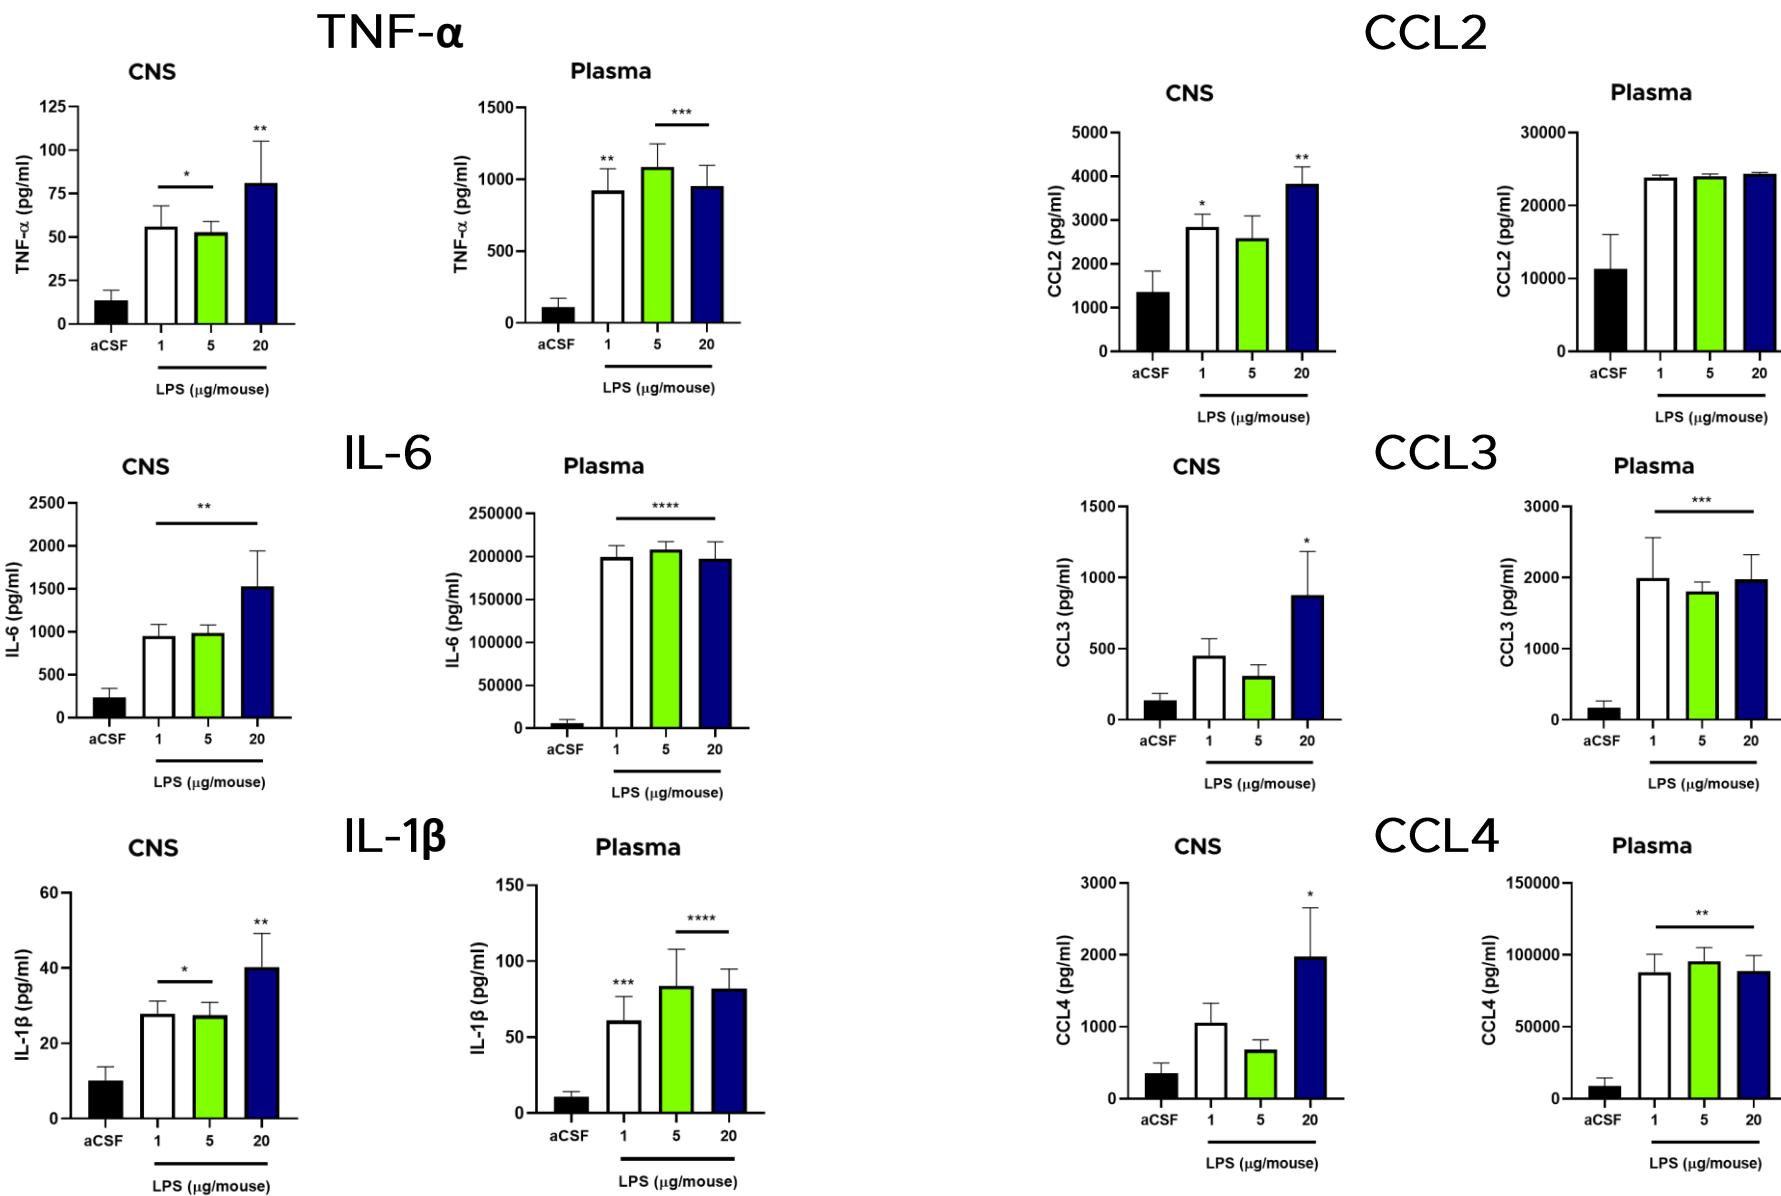 TNF-α
CNS
TNF-α (pg/ml)
125
100
75
50
25
0
*
**
aCSF 1 5 20
LPS (μg/mouse)
Plasma
TNF-α (pg/ml)
1500
1000
500
0
**
***
aCSF 1 5 20
LPS (μg/mouse)
CCL2
CNS
CCL2 (pg/ml)
5000
4000
3000
2000
1000
0
*
**
aCSF 1 5 20
LPS (μg/mouse)
Plasma
CCL2 (pg/ml)
30000
20000
10000
0
aCSF 1 5 20
LPS (μg/mouse)
IL-6
CNS
IL-6 (pg/ml)
2500
2000
1500
1000
500
0
**
aCSF 1 5 20
LPS (μg/mouse)
Plasma
IL-6 (pg/ml)
250000
200000
150000
100000
50000
0
****
aCSF 1 5 20
LPS (μg/mouse)
CCL3
CNS
CCL3 (pg/ml)
1500
1000
500
0
*
aCSF 1 5 20
LPS (μg/mouse)
Plasma
CCL3 (pg/ml)
3000
2000
1000
0
***
aCSF 1 5 20
LPS (μg/mouse)
IL-1β
CNS
IL-1β (pg/ml)
60
40
20
0
*
**
aCSF 1 5 20
LPS (μg/mouse)
Plasma
IL-1β (pg/ml)
150
100
50
0
***
****
aCSF 1 5 20
LPS (μg/mouse)
CCL4
CNS
CCL4 (pg/ml)
3000
2000
1000
0
*
aCSF 1 5 20
LPS (μg/mouse)
Plasma
CCL4 (pg/ml)
150000
100000
50000
0
**
aCSF 1 5 20
LPS (μg/mouse)